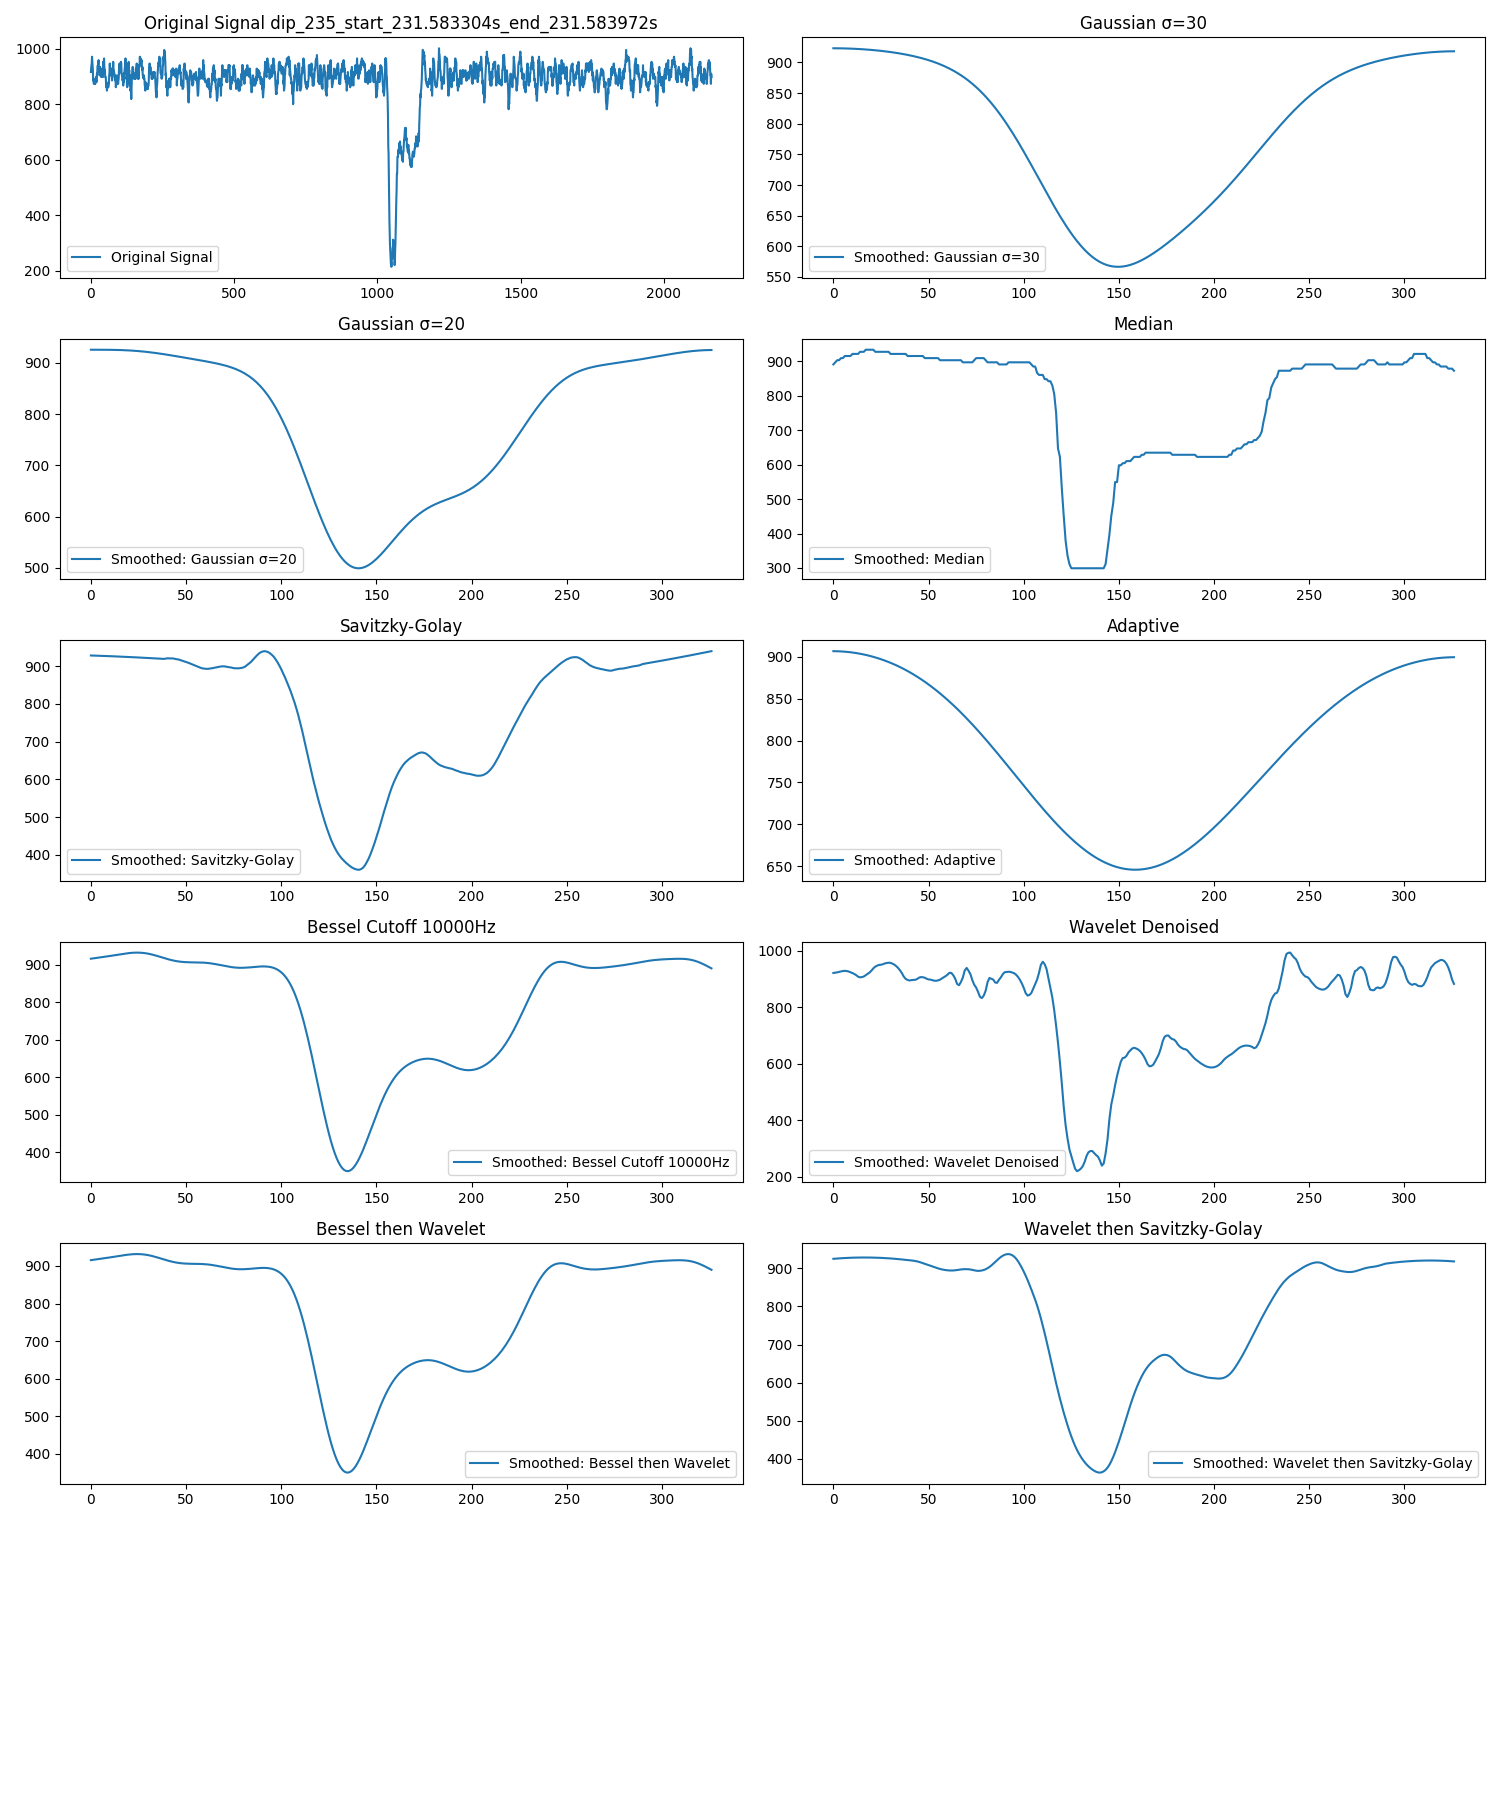 Original Signal dip_235_start_231.583304s_end_231.583972s
1000
800
600
400
200
Original Signal
0 500 1000 1500 2000
Gaussian σ=30
900
850
800
750
700
650
600
550
Smoothed: Gaussian σ=30
0 50 100 150 200 250 300
Gaussian σ=20
900
800
700
600
500
Smoothed: Gaussian σ=20
0 50 100 150 200 250 300
Median
900
800
700
600
500
400
300
Smoothed: Median
0 50 100 150 200 250 300
Savitzky-Golay
900
800
700
600
500
400
Smoothed: Savitzky-Golay
0 50 100 150 200 250 300
Adaptive
900
850
800
750
700
650
Smoothed: Adaptive
0 50 100 150 200 250 300
Bessel Cutoff 10000Hz
900
800
700
600
500
400
Smoothed: Bessel Cutoff 10000Hz
0 50 100 150 200 250 300
Wavelet Denoised
1000
800
600
400
200
Smoothed: Wavelet Denoised
0 50 100 150 200 250 300
Bessel then Wavelet
900
800
700
600
500
400
Smoothed: Bessel then Wavelet
0 50 100 150 200 250 300
Wavelet then Savitzky-Golay
900
800
700
600
500
400
Smoothed: Wavelet then Savitzky-Golay
0 50 100 150 200 250 300